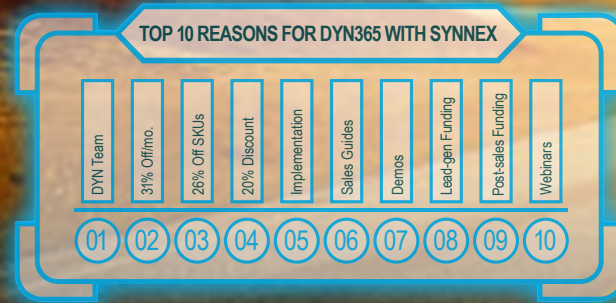 TOP 10 REASONS FOR DYN365 WITH SYNNEX
DYN Team
31% Off/mo.
26% Off SKUs
20% Discount
Implementation
Sales Guides
Demos
Lead-gen Funding
Post-sales Funding
Webinars
01 02 03 04 05 06 07 08 09 10